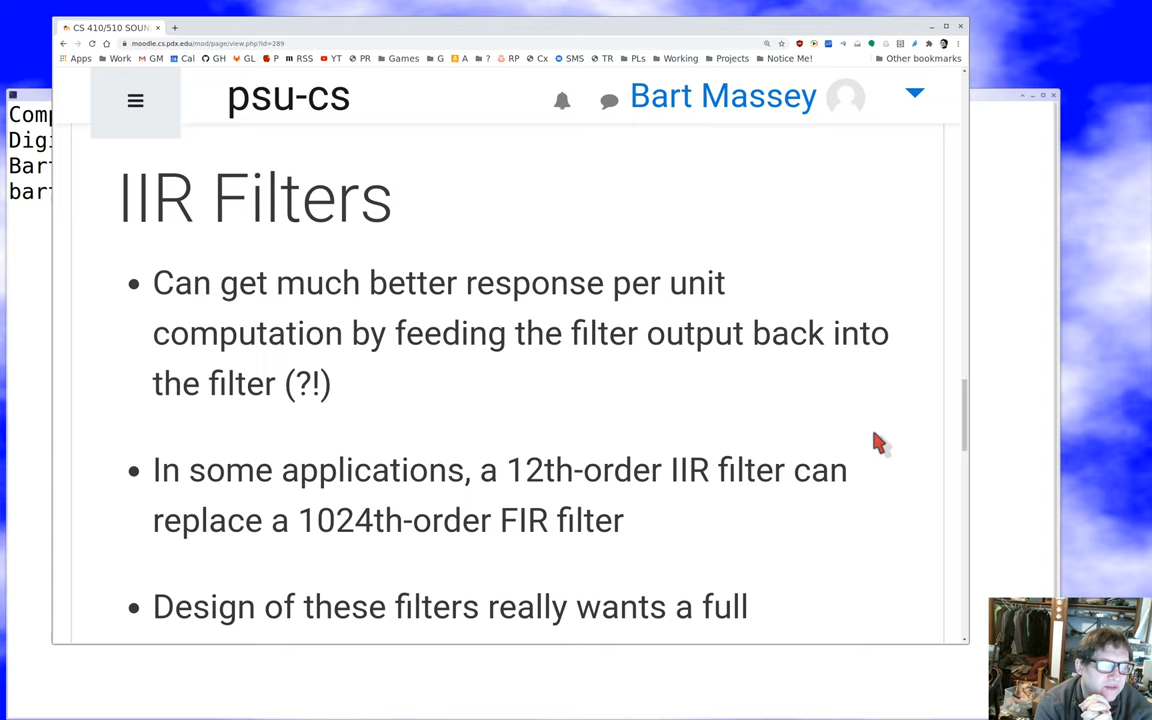 CS 410/510 SOUN
moodle.cs.pdx.edu/mod/page/view.php?id=289
Apps Work GM Cal GH GL P RSS YT PR Games G A ? RP Cx SMS TR PLs Working Projects Notice Me! Other bookmarks
psu-cs
Bart Massey
Comp
Digi
Bar
bar
IIR Filters
• Can get much better response per unit
computation by feeding the filter output back into
the filter (?!)
• In some applications, a 12th-order IIR filter can
replace a 1024th-order FIR filter
• Design of these filters really wants a full